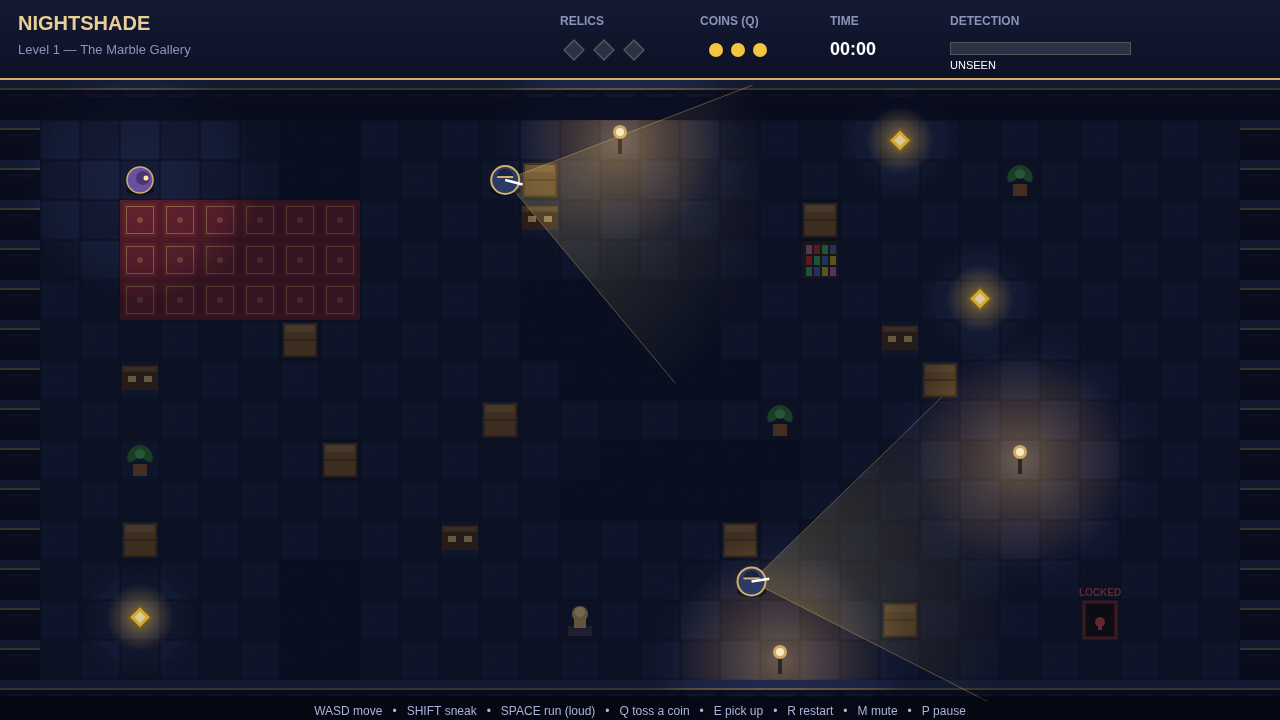 NIGHTSHADE
Level 1 — The Marble Gallery
RELICS
COINS (Q)
TIME
00:00
DETECTION
UNSEEN
LOCKED
WASD move • SHIFT sneak • SPACE run (loud) • Q toss a coin • E pick up • R restart • M mute • P pause